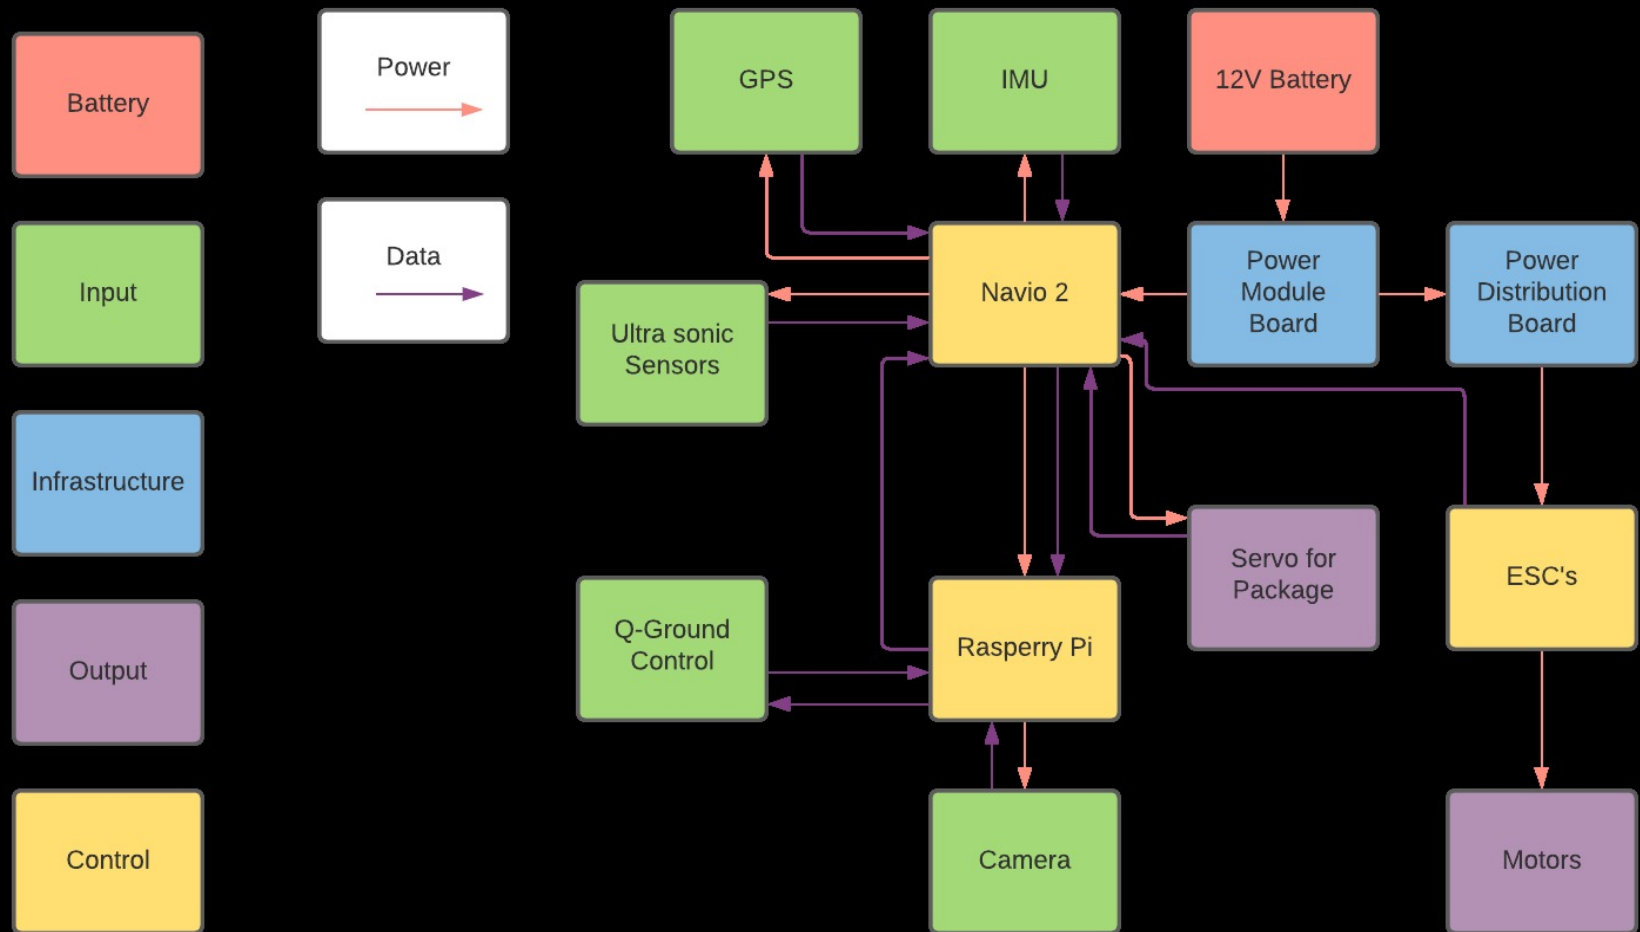 Battery
Input
Infrastructure
Output
Control
Power
Data
GPS
IMU
12V Battery
Ultra sonic
Sensors
Navio 2
Power
Module
Board
Power
Distribution
Board
Q-Ground
Control
Rasperry Pi
Servo for
Package
ESC's
Camera
Motors